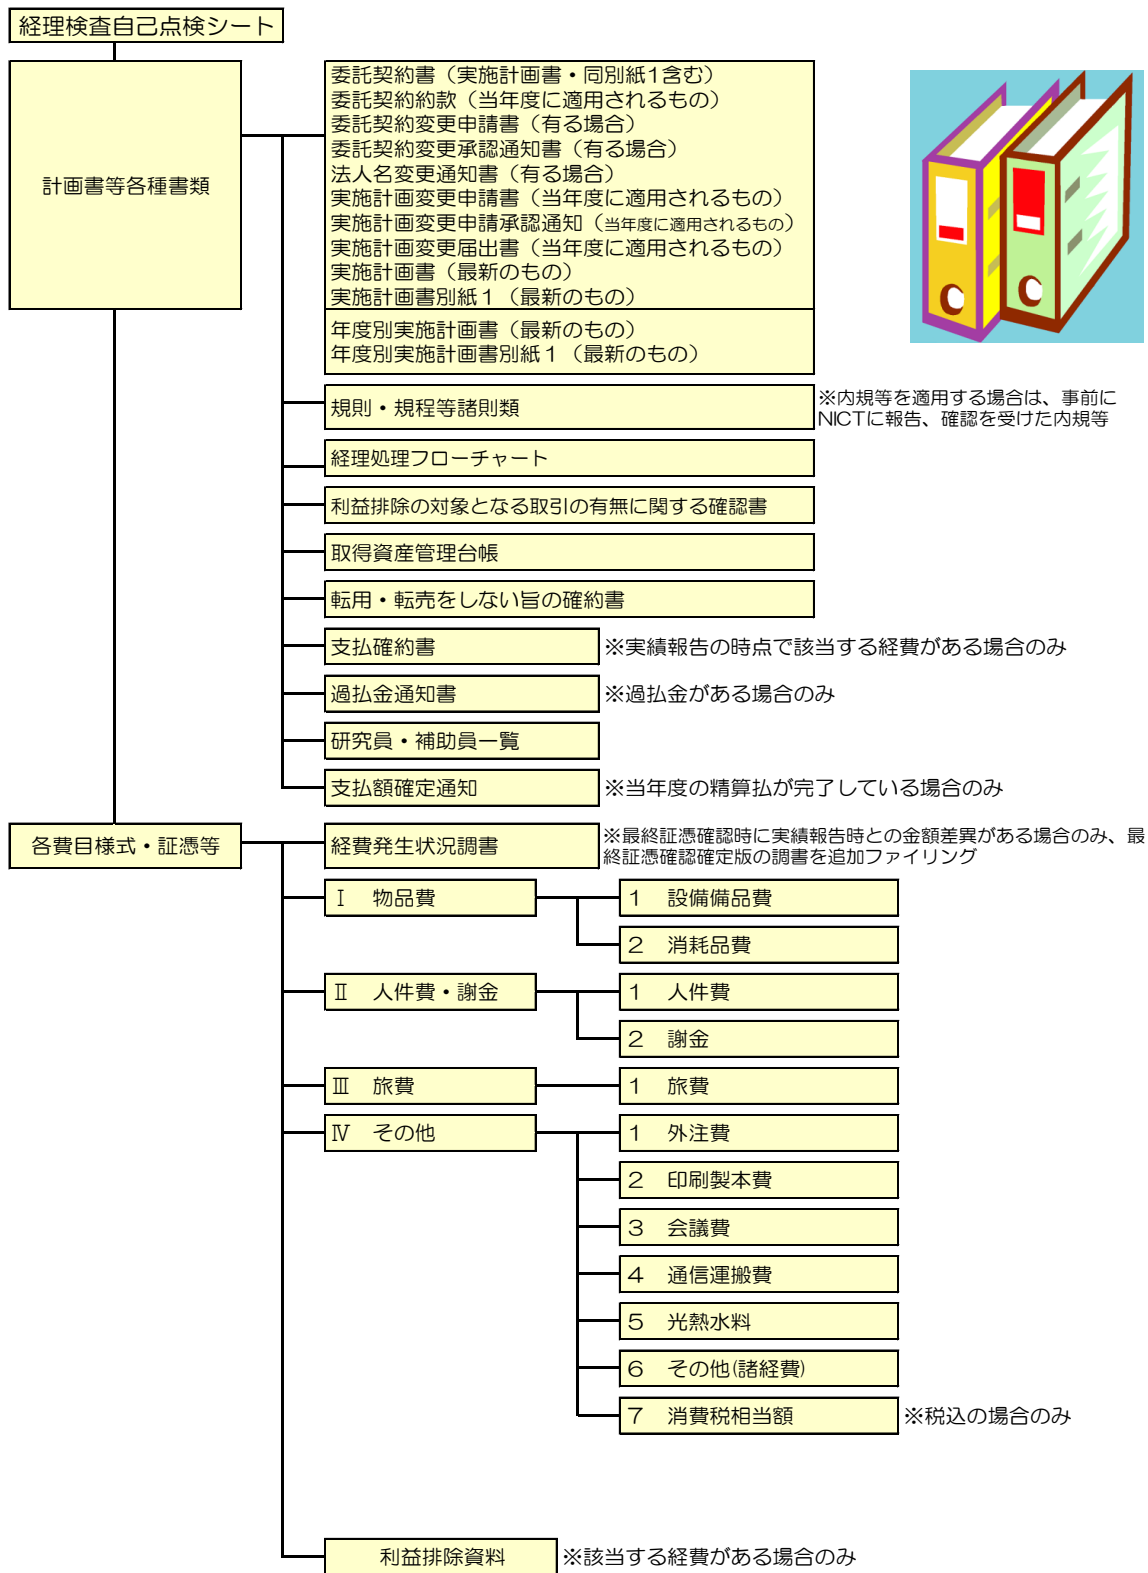 経理検査自己点検シート
計画書等各種書類
委託契約書（実施計画書・同別紙1含む）
委託契約約款（当年度に適用されるもの）
委託契約変更申請書（有る場合）
委託契約変更承認通知書（有る場合）
法人名変更通知書（有る場合）
実施計画変更申請書（当年度に適用されるもの）
実施計画変更申請承認通知（当年度に適用されるもの）
実施計画変更届出書（当年度に適用されるもの）
実施計画書（最新のもの）
実施計画書別紙１（最新のもの）
年度別実施計画書（最新のもの）
年度別実施計画書別紙１（最新のもの）
規則・規程等諸則類
※内規等を適用する場合は、事前に
NICTに報告、確認を受けた内規等
経理処理フローチャート
利益排除の対象となる取引の有無に関する確認書
取得資産管理台帳
転用・転売をしない旨の確約書
支払確約書
※実績報告の時点で該当する経費がある場合のみ
過払金通知書
※過払金がある場合のみ
研究員・補助員一覧
支払額確定通知
※当年度の精算払が完了している場合のみ
各費目様式・証憑等
経費発生状況調書
※最終証憑確認時に実績報告時との金額差異がある場合のみ、最
終証憑確認確定版の調書を追加ファイリング
Ⅰ　物品費
１　設備備品費
２　消耗品費
Ⅱ　人件費・謝金
１　人件費
２　謝金
Ⅲ　旅費
１　旅費
Ⅳ　その他
１　外注費
２　印刷製本費
３　会議費
４　通信運搬費
５　光熱水料
６　その他(諸経費)
７　消費税相当額
※税込の場合のみ
利益排除資料
※該当する経費がある場合のみ